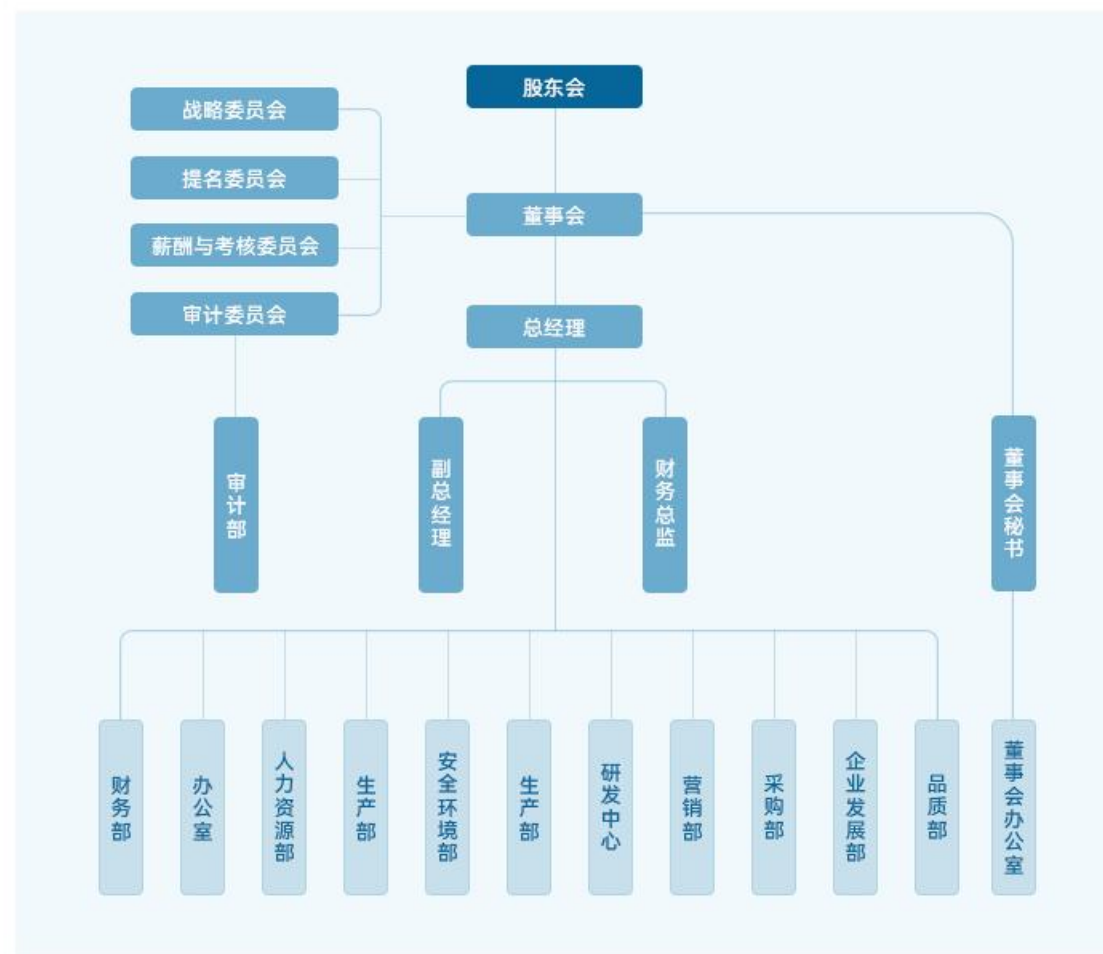 股东会
战略委员会
提名委员会
董事会
薪酬与考核委员会
审计委员会
总经理
审计部
副总经理
财务总监
董事会秘书
财务部
办公室
人力资源部
生产部
安全环境部
生产部
研发中心
营销部
采购部
企业发展部
品质部
董事会办公室